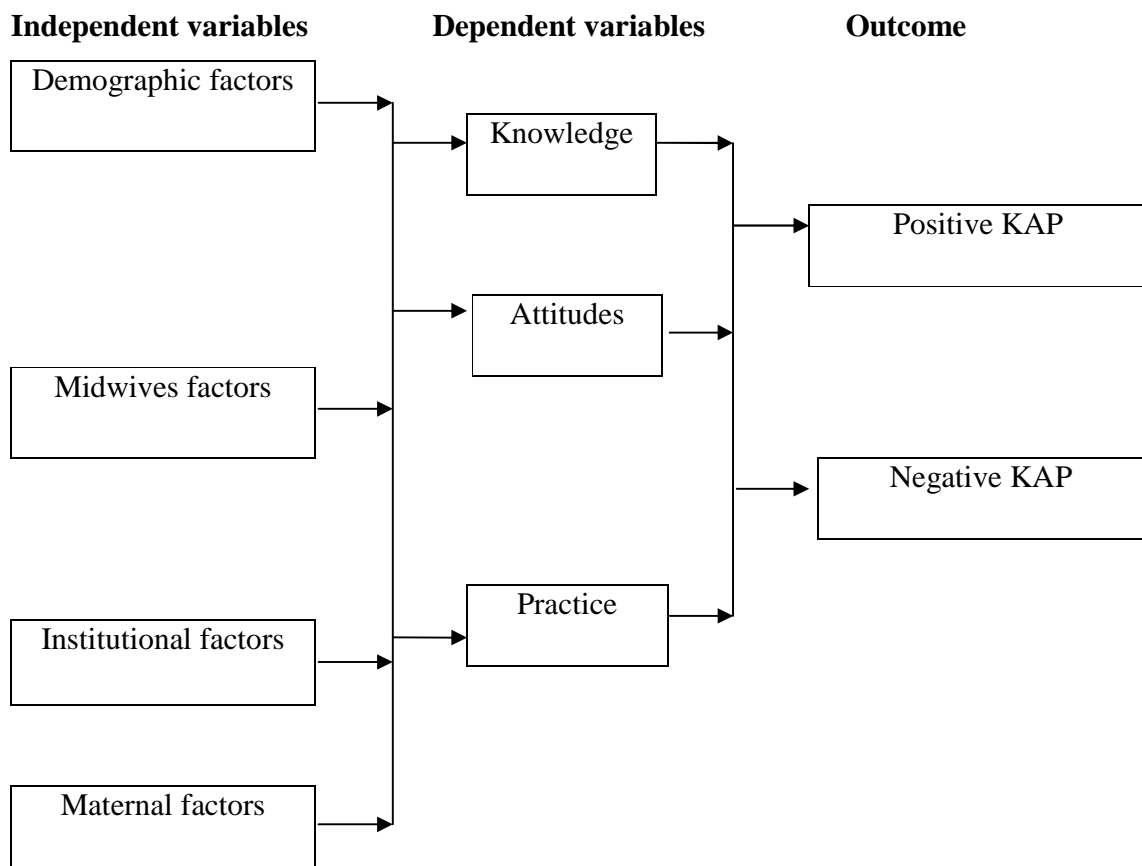 Independent variables
Dependent variables
Outcome
Demographic factors
Knowledge
Positive KAP
Attitudes
Midwives factors
Negative KAP
Practice
Institutional factors
Maternal factors